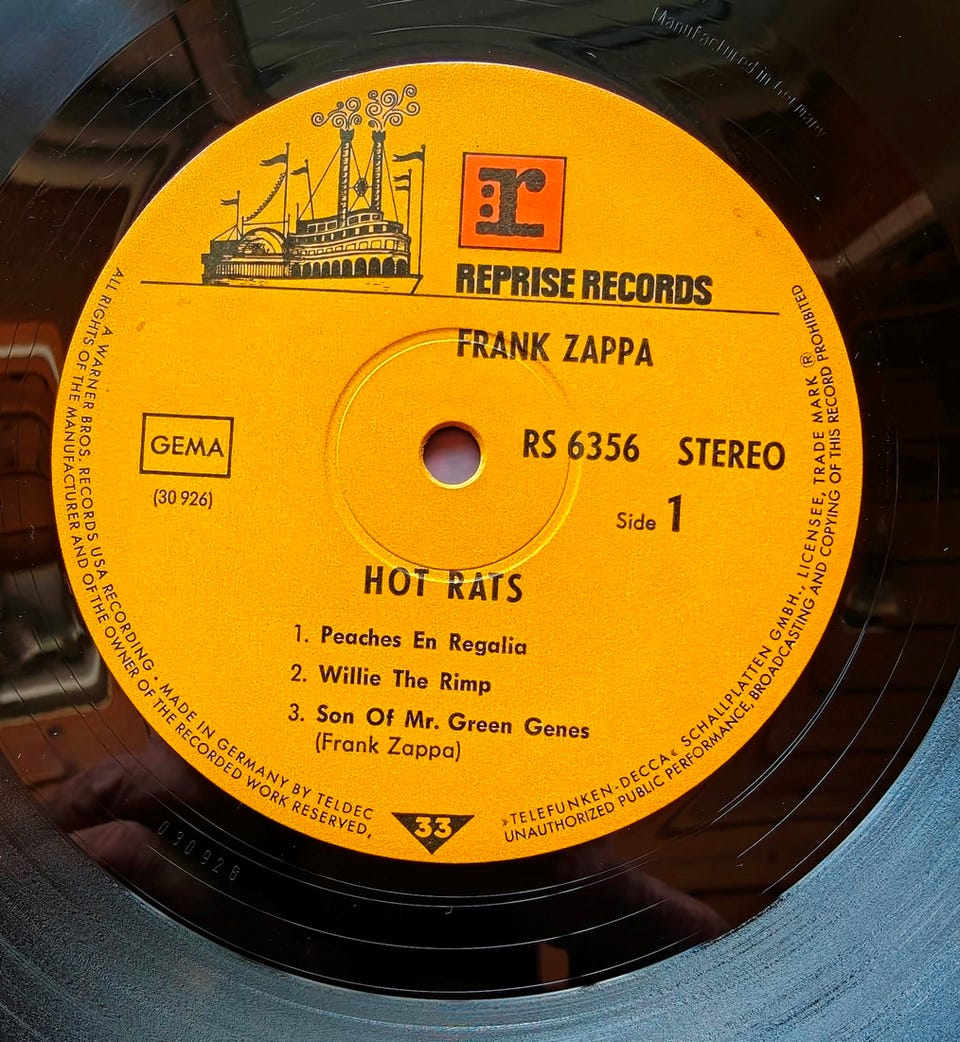 Manufactured in Germany
r
REPRISE RECORDS
FRANK ZAPPA
GEMA
(30 926)
RS 6356 STEREO
Side 1
HOT RATS
1. Peaches En Regalia
2. Willie The Rimp
3. Son Of Mr. Green Genes
(Frank Zappa)
A WARNER BROS. RECORDS USA RECORDING • MADE IN GERMANY BY TELDEC
»TELEFUNKEN-DECCA« SCHALLPLATTEN GMBH., LICENSEE, TRADE MARK ®
ALL RIGHTS OF THE MANUFACTURER AND OF THE OWNER OF THE RECORDED WORK RESERVED,
UNAUTHORIZED PUBLIC PERFORMANCE, BROADCASTING AND COPYING OF THIS RECORD PROHIBITED
33
030926